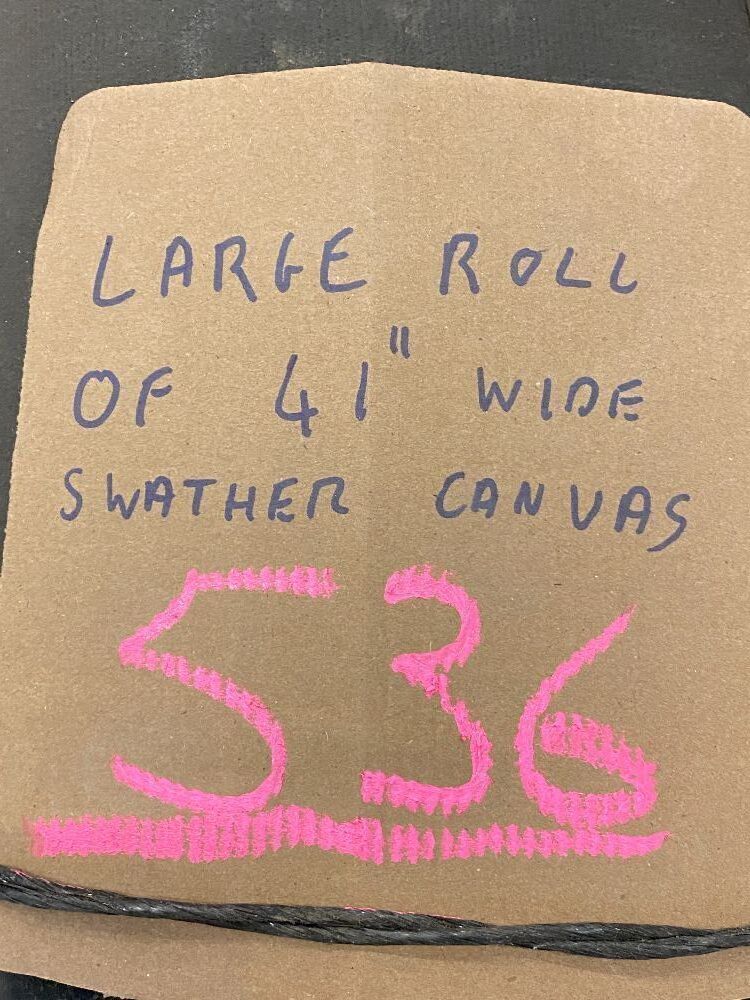 LARGE ROLL
OF 41" WIDE
SWATHER CANVAS
536